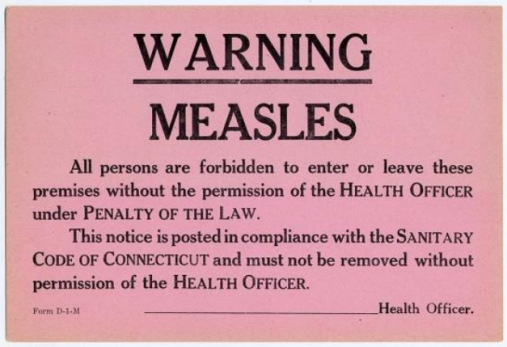 WARNING
MEASLES
All persons are forbidden to enter or leave these
premises without the permission of the HEALTH OFFICER
under PENALTY OF THE LAW.
This notice is posted in compliance with the SANITARY
CODE OF CONNECTICUT and must not be removed without
permission of the HEALTH OFFICER.
Form D-1-M ____________________Health Officer.